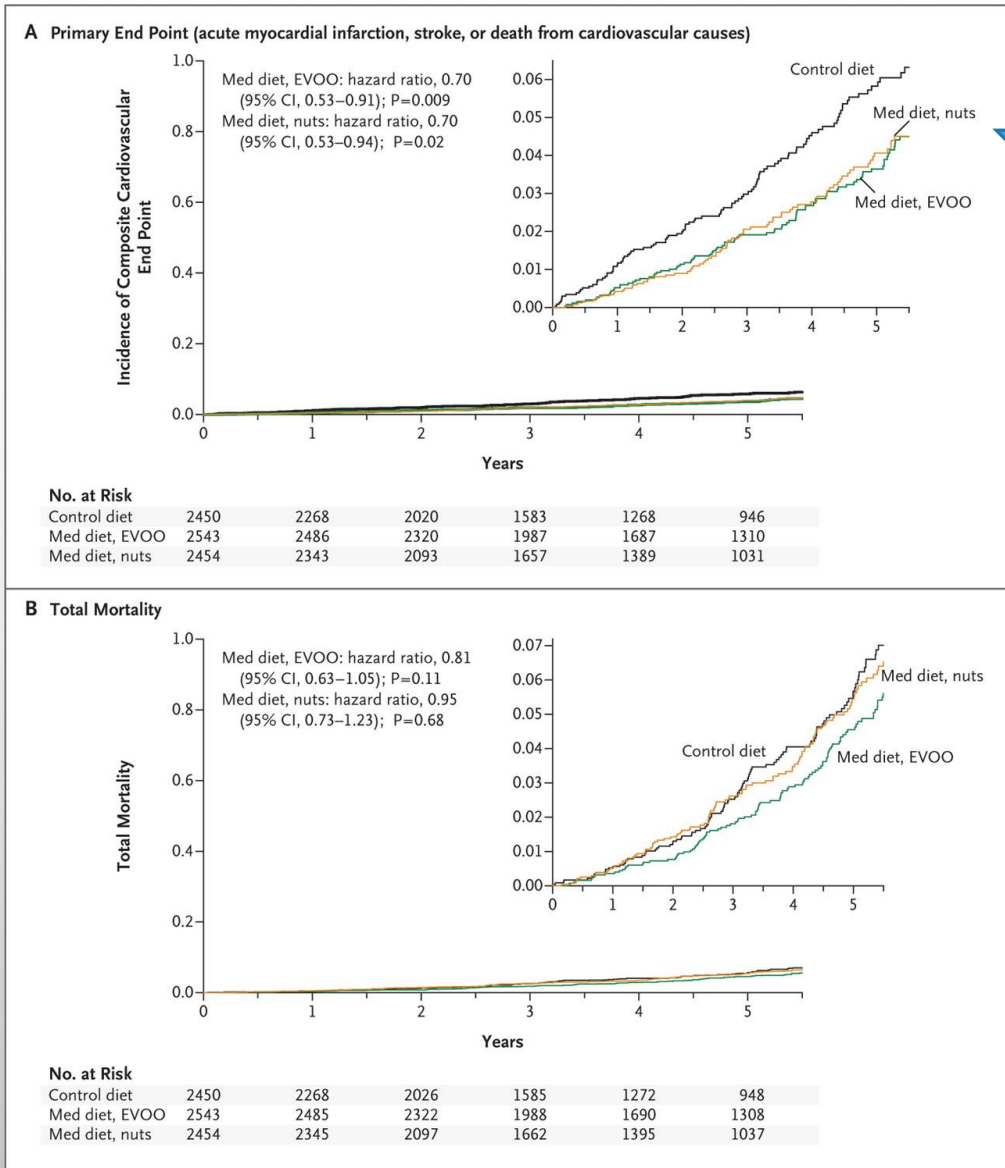 A Primary End Point (acute myocardial infarction, stroke, or death from cardiovascular causes)
Incidence of Composite Cardiovascular
End Point
1.0
0.8
0.6
0.4
0.2
0.0
Med diet, EVOO: hazard ratio, 0.70
(95% CI, 0.53–0.91); P=0.009
Med diet, nuts: hazard ratio, 0.70
(95% CI, 0.53–0.94); P=0.02
0.06
0.05
0.04
0.03
0.02
0.01
0.00
Control diet
Med diet, nuts
Med diet, EVOO
0 1 2 3 4 5
0 1 2 3 4 5
Years
No. at Risk
Control diet 2450 2268 2020 1583 1268 946
Med diet, EVOO 2543 2486 2320 1987 1687 1310
Med diet, nuts 2454 2343 2093 1657 1389 1031
B Total Mortality
Total Mortality
1.0
0.8
0.6
0.4
0.2
0.0
Med diet, EVOO: hazard ratio, 0.81
(95% CI, 0.63–1.05); P=0.11
Med diet, nuts: hazard ratio, 0.95
(95% CI, 0.73–1.23); P=0.68
0.07
0.06
0.05
0.04
0.03
0.02
0.01
0.00
Med diet, nuts
Control diet
Med diet, EVOO
0 1 2 3 4 5
0 1 2 3 4 5
Years
No. at Risk
Control diet 2450 2268 2026 1585 1272 948
Med diet, EVOO 2543 2485 2322 1988 1690 1308
Med diet, nuts 2454 2345 2097 1662 1395 1037